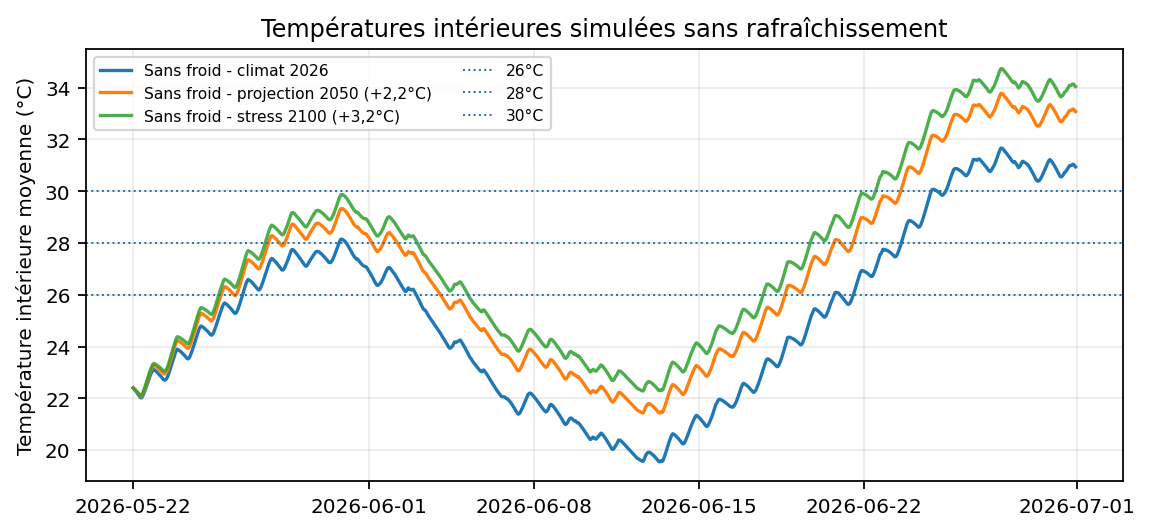 Températures intérieures simulées sans rafraîchissement
Température intérieure moyenne (°C)
Sans froid - climat 2026
Sans froid - projection 2050 (+2,2°C)
Sans froid - stress 2100 (+3,2°C)
26°C
28°C
30°C
34
32
30
28
26
24
22
20
2026-05-22
2026-06-01
2026-06-08
2026-06-15
2026-06-22
2026-07-01